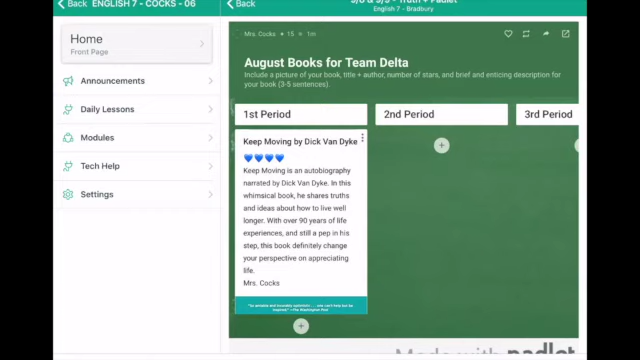 Back ENGLISH 7 - COCKS - 06
Home
Front Page
Announcements
Daily Lessons
Modules
Tech Help
Settings
Back
English 7 - Bradbury
Mrs. Cocks • 15 • 1m
August Books for Team Delta
Include a picture of your book, title + author, number of stars, and brief and enticing description for
your book (3-5 sentences).
1st Period
2nd Period
3rd Period
Keep Moving by Dick Van Dyke
Keep Moving is an autobiography
narrated by Dick Van Dyke. In this
whimsical book, he shares truths
and ideas about how to live well
longer. With over 90 years of life
experiences, and still a pep in his
step, this book definitely change
your perspective on appreciating
life.
Mrs. Cocks
Made with padlet